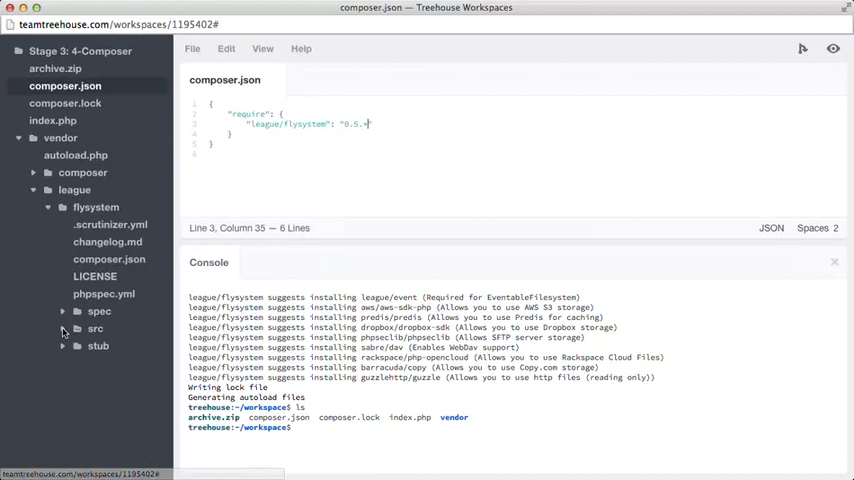 composer.json — Treehouse Workspaces
teamtreehouse.com/workspaces/1195402#
Stage 3: 4-Composer
archive.zip
composer.json
composer.lock
index.php
vendor
autoload.php
composer
league
flysystem
.scrutinizer.yml
changelog.md
composer.json
LICENSE
phpspec.yml
spec
src
stub
teamtreehouse.com/workspaces/1195402#
File Edit View Help
composer.json
1 {
2 "require": {
3 "league/flysystem": "0.5.+"
4 }
5 }
6
Line 3, Column 35 — 6 Lines
JSON Spaces 2
Console
league/flysystem suggests installing league/event (Required for EventableFilesystem)
league/flysystem suggests installing aws/aws-sdk-php (Allows you to use AWS S3 storage)
league/flysystem suggests installing predis/predis (Allows you to use Predis for caching)
league/flysystem suggests installing dropbox/dropbox-sdk (Allows you to use Dropbox storage)
league/flysystem suggests installing phpseclib/phpseclib (Allows SFTP server storage)
league/flysystem suggests installing sabre/dav (Enables WebDav support)
league/flysystem suggests installing rackspace/php-opencloud (Allows you to use Rackspace Cloud Files)
league/flysystem suggests installing barracuda/copy (Allows you to use Copy.com storage)
league/flysystem suggests installing guzzlehttp/guzzle (Allows you to use http files (reading only))
Writing lock file
Generating autoload files
treehouse:~/workspace$ ls
archive.zip composer.json composer.lock index.php vendor
treehouse:~/workspace$